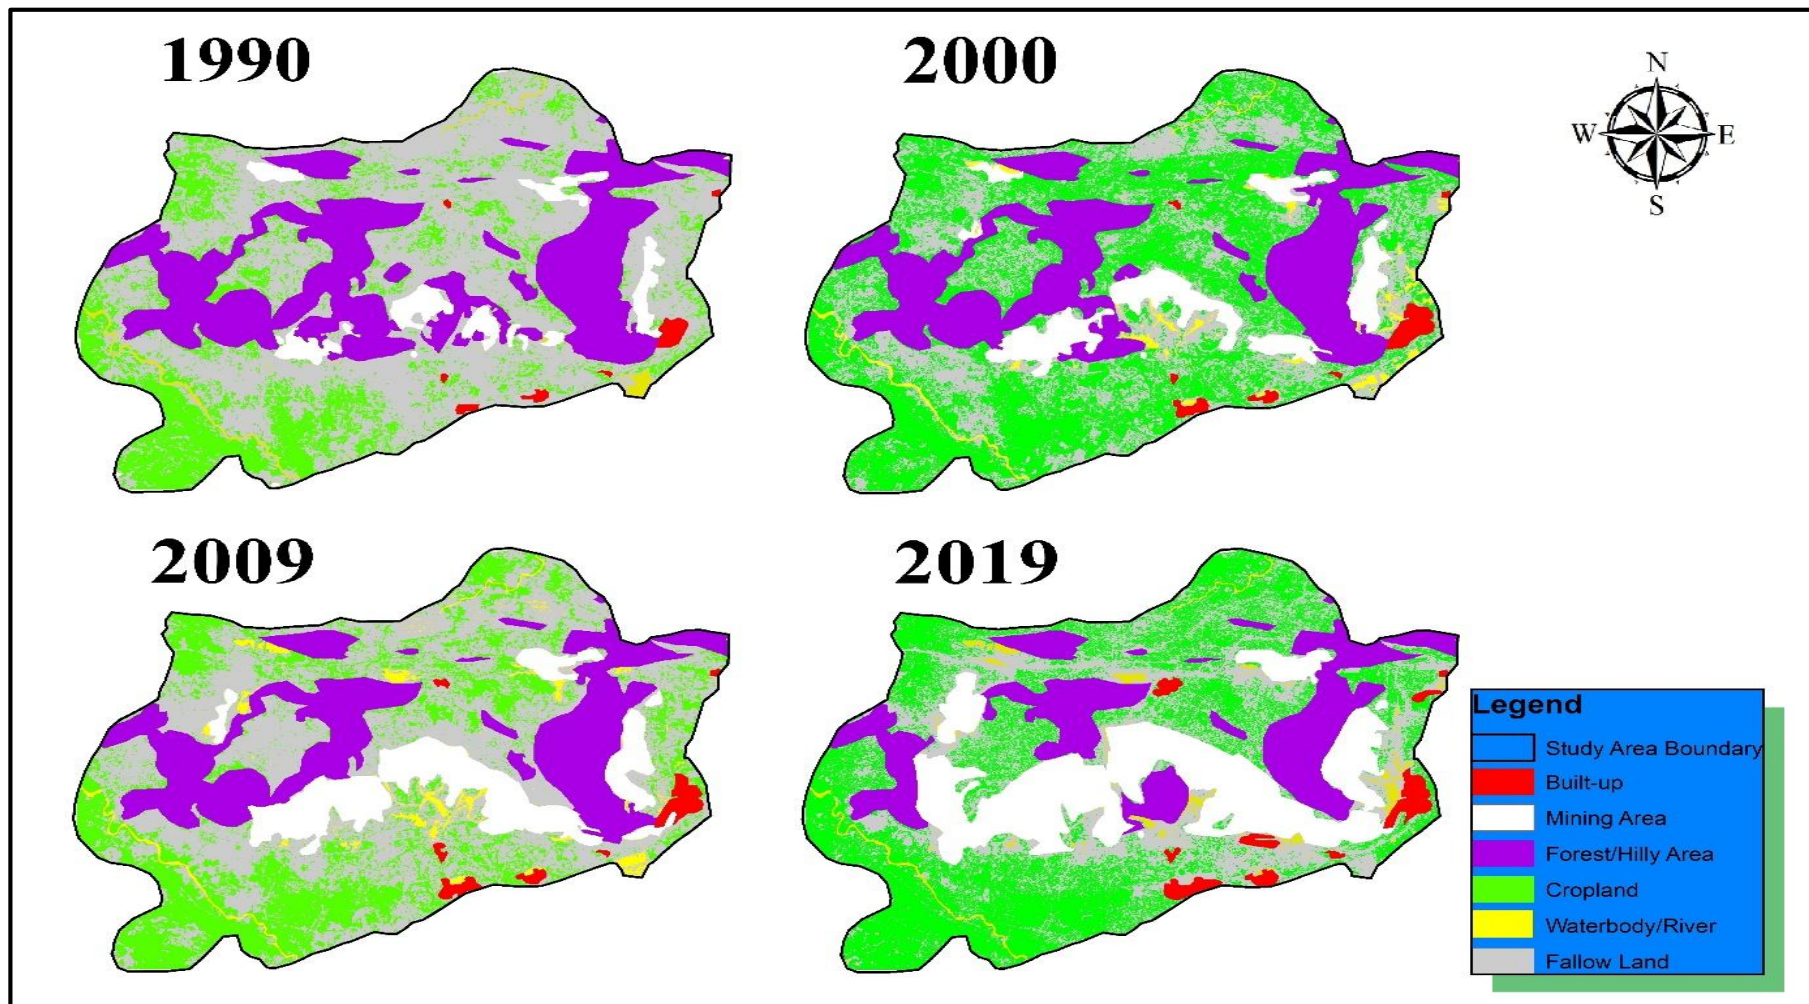 1990
2000
N
W
E
S
2009
2019
Legend
Study Area Boundary
Built-up
Mining Area
Forest/Hilly Area
Cropland
Waterbody/River
Fallow Land